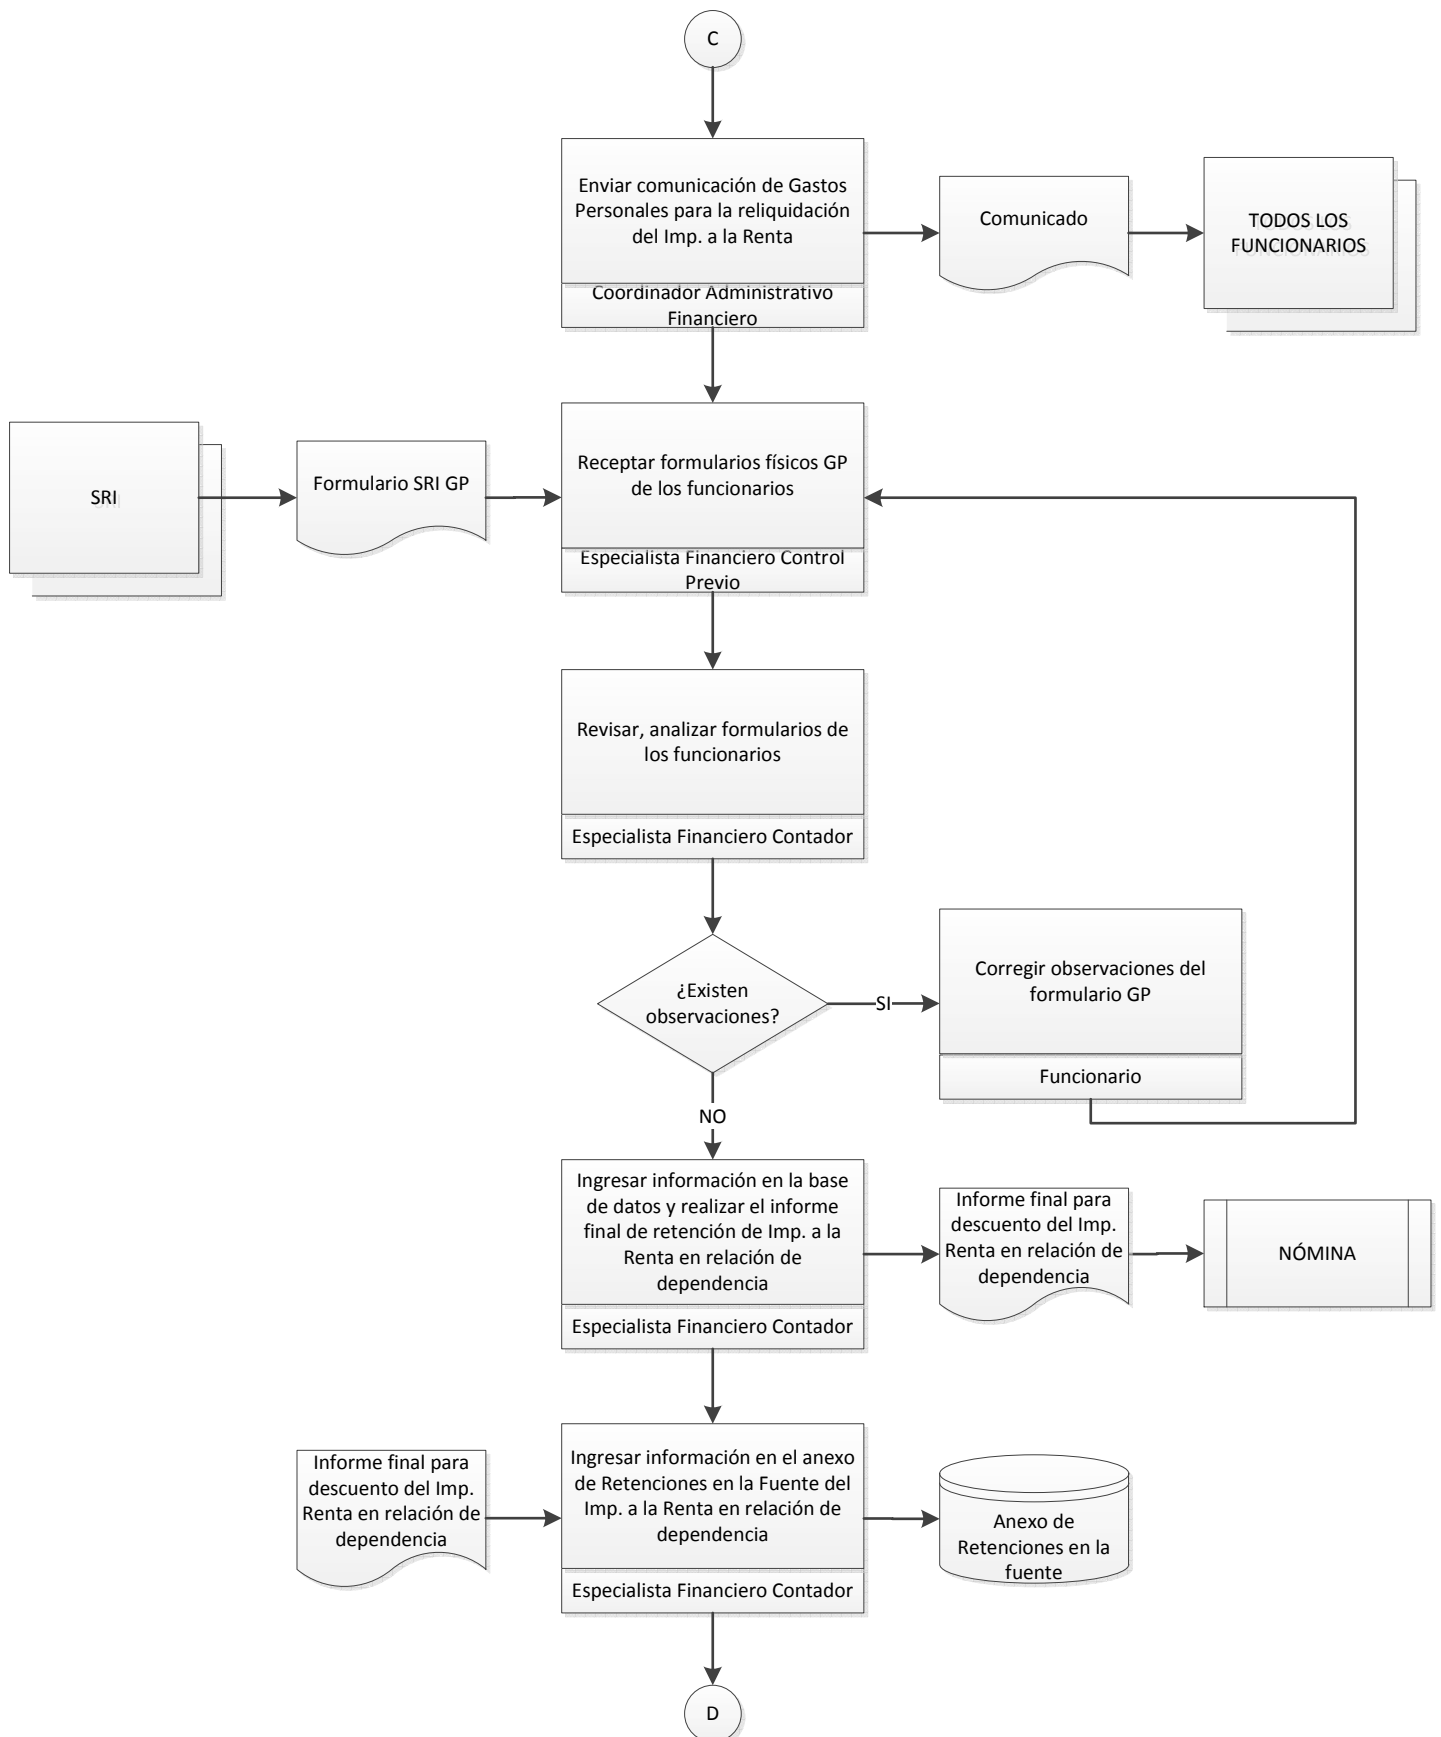 C
Enviar comunicación de Gastos
Personales para la reliquidación
del Imp. a la Renta
Coordinador Administrativo
Financiero
Comunicado
TODOS LOS
FUNCIONARIOS
SRI
Formulario SRI GP
Receptar formularios físicos GP
de los funcionarios
Especialista Financiero Control
Previo
Revisar, analizar formularios de
los funcionarios
Especialista Financiero Contador
¿Existen
observaciones?
SI
Corregir observaciones del
formulario GP
Funcionario
NO
Ingresar información en la base
de datos y realizar el informe
final de retención de Imp. a la
Renta en relación de
dependencia
Especialista Financiero Contador
Informe final para
descuento del Imp.
Renta en relación de
dependencia
NÓMINA
Informe final para
descuento del Imp.
Renta en relación de
dependencia
Ingresar información en el anexo
de Retenciones en la Fuente del
Imp. a la Renta en relación de
dependencia
Especialista Financiero Contador
Anexo de
Retenciones en la
fuente
D